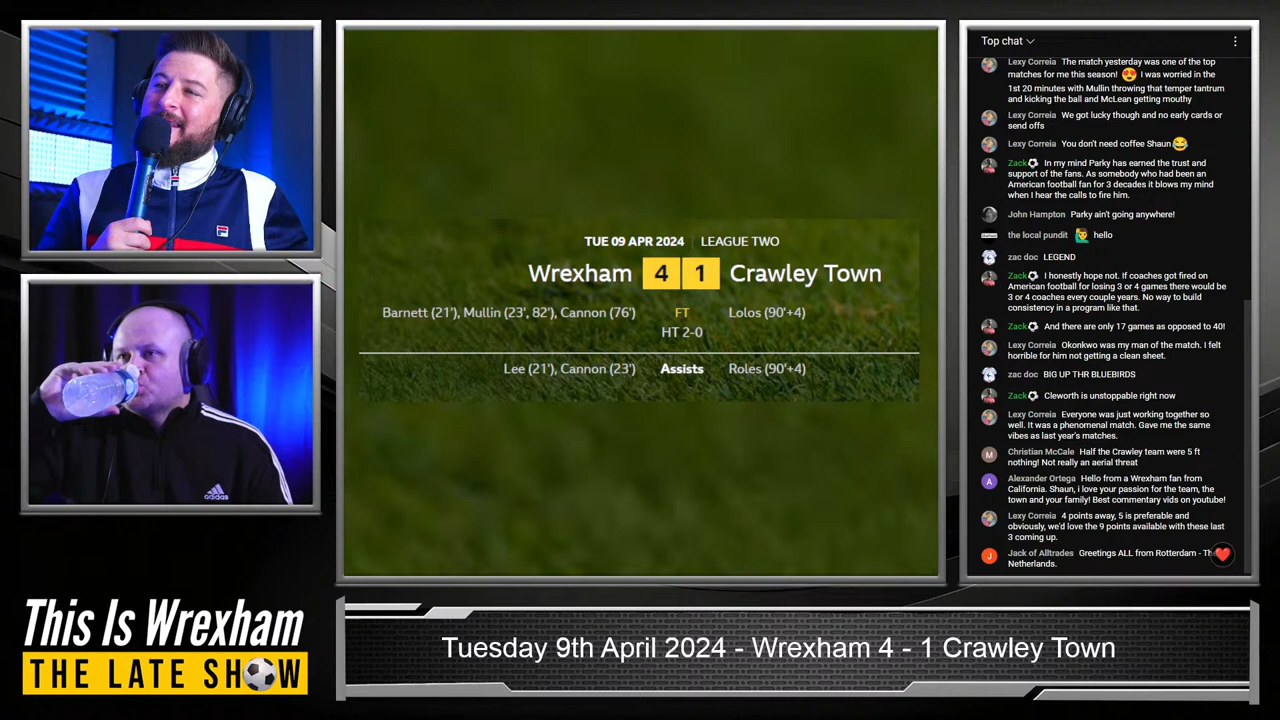 TUE 09 APR 2024 | LEAGUE TWO
Wrexham 4 1 Crawley Town
Barnett (21'), Mullin (23', 82'), Cannon (76') FT Lolos (90'+4)
HT 2-0
Lee (21'), Cannon (23') Assists Roles (90'+4)
adidas
Top chat
Lexy Correia The match yesterday was one of the top
matches for me this season! 😍 I was worried in the
1st 20 minutes with Mullin throwing that temper tantrum
and kicking the ball and McLean getting mouthy
Lexy Correia We got lucky though and no early cards or
send offs
Lexy Correia You don't need coffee Shaun😂
Zack⚽ In my mind Parky has earned the trust and
support of the fans. As somebody who had been an
American football fan for 3 decades it blows my mind
when I hear the calls to fire him.
John Hampton Parky ain't going anywhere!
the local pundit 🙋‍♂️ hello
zac doc LEGEND
Zack⚽ I honestly hope not. If coaches got fired on
American football for losing 3 or 4 games there would be
3 or 4 coaches every couple years. No way to build
consistency in a program like that.
Zack⚽ And there are only 17 games as opposed to 40!
Lexy Correia Okonkwo was my man of the match. I felt
horrible for him not getting a clean sheet.
zac doc BIG UP THR BLUEBIRDS
Zack⚽ Cleworth is unstoppable right now
Lexy Correia Everyone was just working together so
well. It was a phenomenal match. Gave me the same
vibes as last year's matches.
M
Christian McCale Half the Crawley team were 5 ft
nothing! Not really an aerial threat
A
Alexander Ortega Hello from a Wrexham fan from
California. Shaun, i love your passion for the team, the
town and your family! Best commentary vids on youtube!
Lexy Correia 4 points away, 5 is preferable and
obviously, we'd love the 9 points available with these last
3 coming up.
J
Jack of Alltrades Greetings ALL from Rotterdam -
Netherlands.
This Is Wrexham
THE LATE SHOW
Tuesday 9th April 2024 - Wrexham 4 - 1 Crawley Town